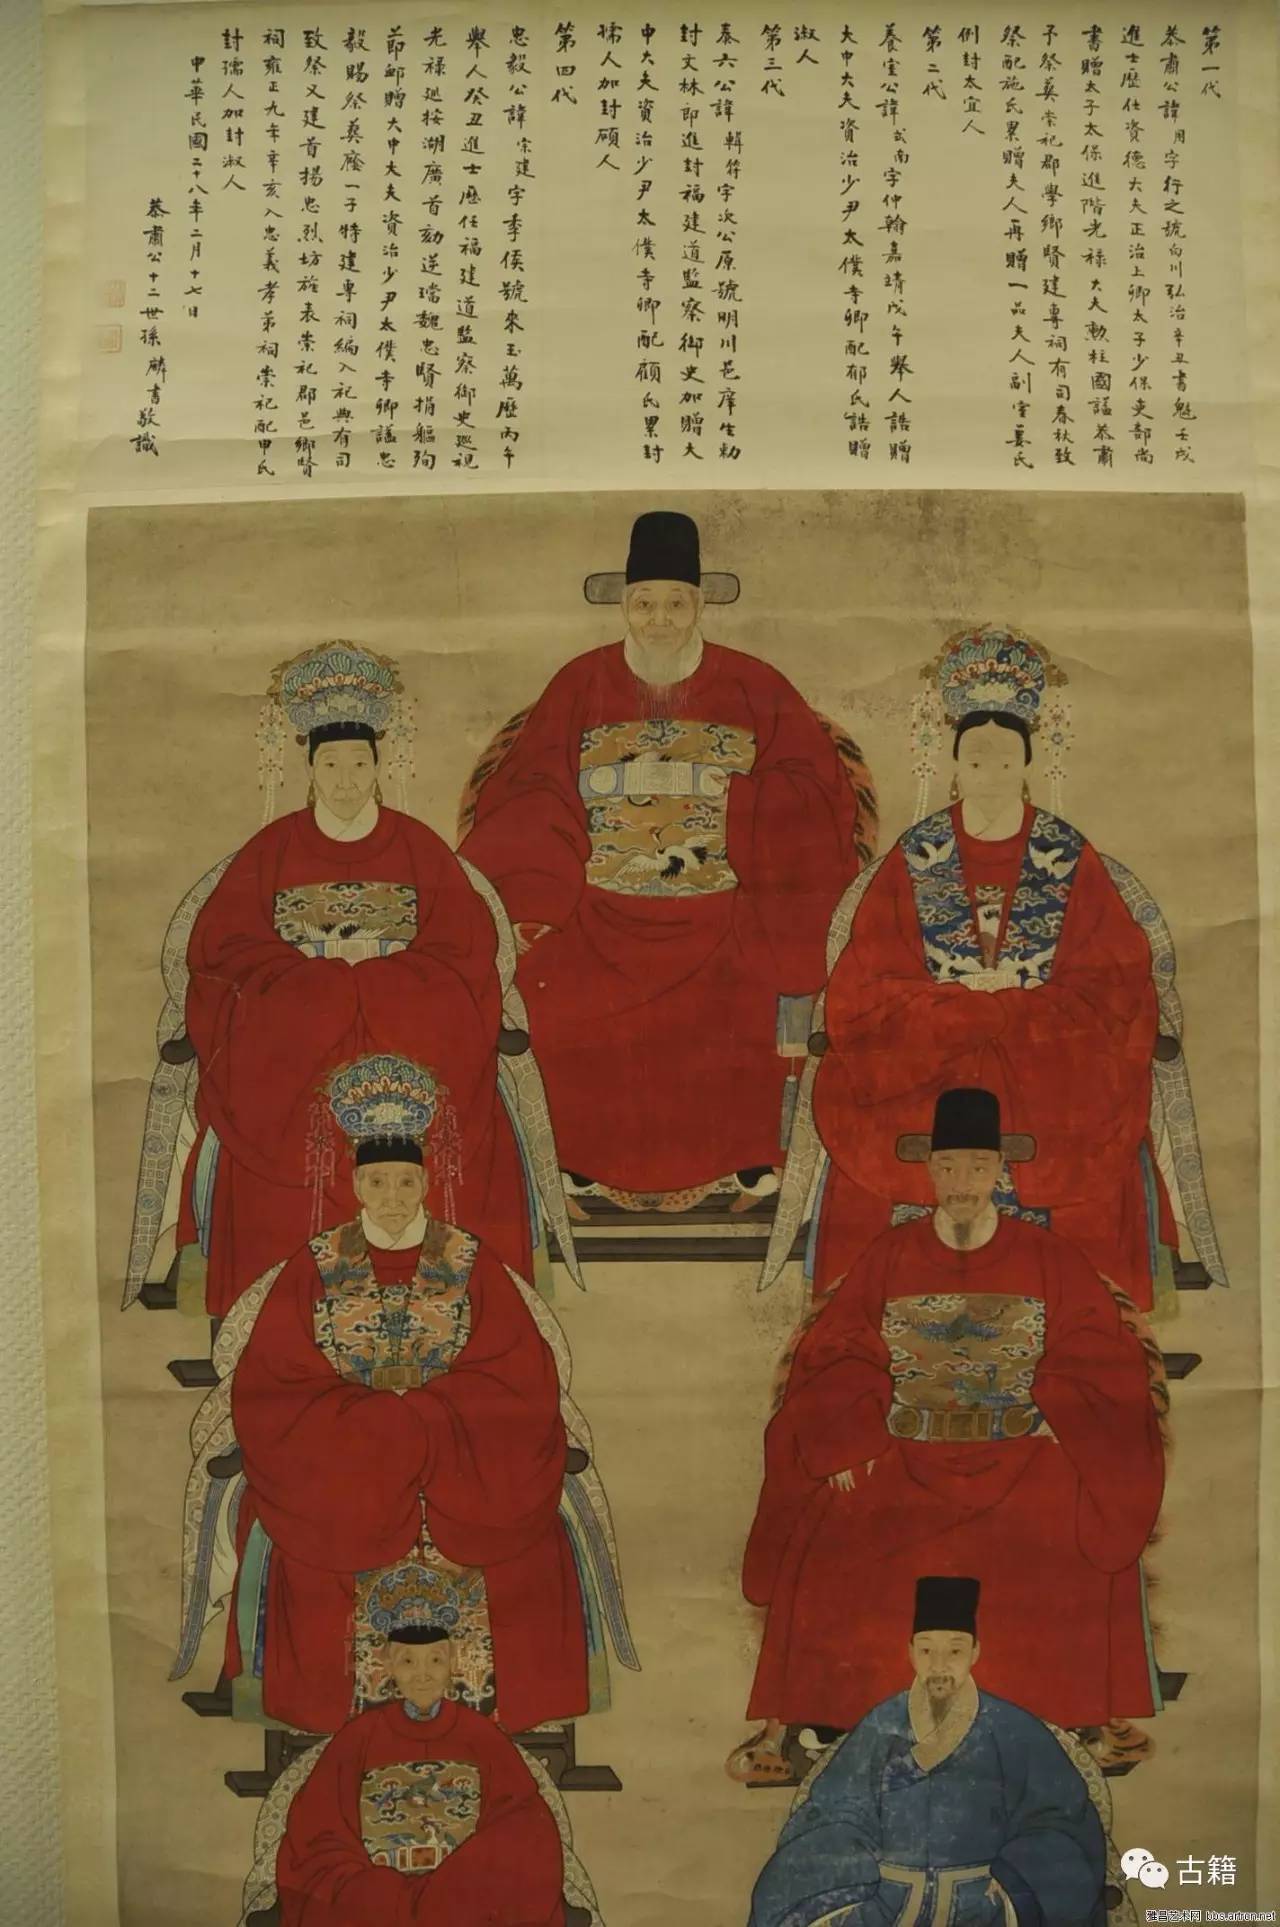 第一代
恭肅公諱用字行之號白川弘治辛丑書魁壬戌
進士歷仕資德大夫正治上卿太子少保吏部尚
書贈太子太保進階光祿大夫勳柱國諡恭肅
予祭葬崇祀郡學鄉賢建專祠有司春秋致
祭配施氏累贈夫人再贈一品夫人副室姜氏
例封太宜人
第二代
養室公諱式南字仲翰嘉靖戊午舉人誥贈
大中大夫資治少尹太僕寺卿配郁氏誥贈
淑人
第三代
泰六公諱輯符字次公原號明川邑庠生勅
封文林郎進封福建道監察御史加贈大
中大夫資治少尹太僕寺卿配顧氏累封
孺人加封碩人
第四代
忠毅公諱宗建字季侯號來玉萬歷丙午
舉人癸丑進士歷任福建道監察御史巡視
光祿巡按湖廣首劾逆璫魏忠賢捐軀殉
節卹贈大中大夫資治少尹太僕寺卿諡忠
毅賜祭葬廕一子特建專祠編入祀典有司
致祭又建首揚忠烈坊旌表崇祀郡邑鄉賢
祠雍正九年辛亥入忠義孝弟祠崇祀配申氏
封孺人加封淑人
中華民國二十八年二月十七日
恭肅公十二世孫麟書敬識
古籍
雅昌艺术网 bbs.artron.net